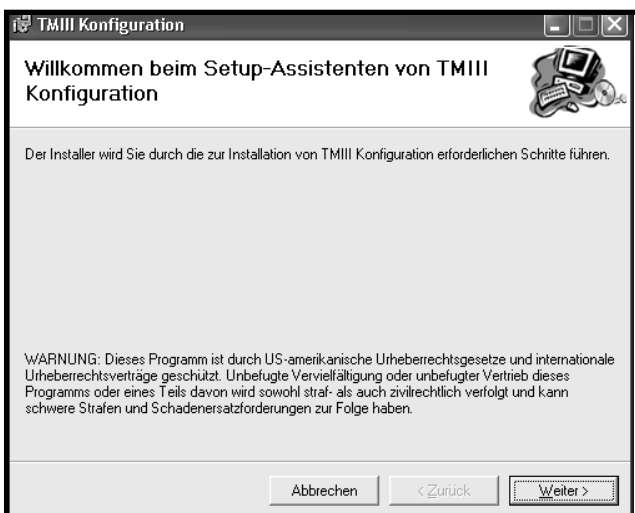 TMIII Konfiguration
Willkommen beim Setup-Assistenten von TMIII
Konfiguration
Der Installer wird Sie durch die zur Installation von TMIII Konfiguration erforderlichen Schritte führen.
WARNUNG: Dieses Programm ist durch US-amerikanische Urheberrechtsgesetze und internationale
Urheberrechtsverträge geschützt. Unbefugte Vervielfältigung oder unbefugter Vertrieb dieses
Programms oder eines Teils davon wird sowohl straf- als auch zivilrechtlich verfolgt und kann
schwere Strafen und Schadenersatzforderungen zur Folge haben.
Abbrechen < Zurück Weiter >